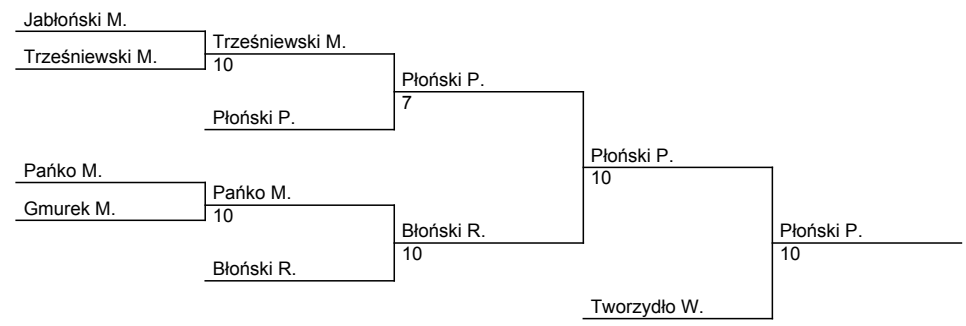 Jabłoński M.
Trześniewski M.
Trześniewski M.
10
Płoński P.
7
Płoński P.
Płoński P.
10
Pańko M.
Pańko M.
10
Gmurek M.
Błoński R.
10
Płoński P.
10
Błoński R.
Tworzydło W.